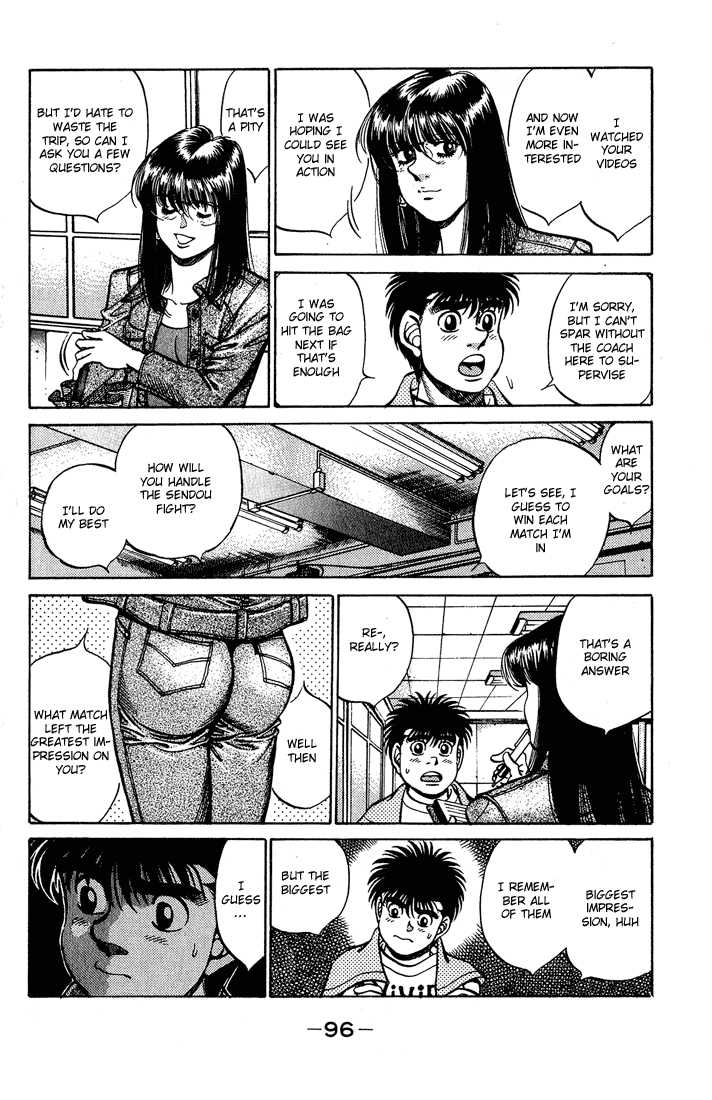 I
WATCHED
YOUR
VIDEOS
AND NOW
I'M EVEN
MORE IN-
TERESTED
I WAS
HOPING I
COULD SEE
YOU IN
ACTION
I'M SORRY,
BUT I CAN'T
SPAR WITHOUT
THE COACH
HERE TO SU-
PERVISE
I WAS
GOING TO
HIT THE BAG
NEXT IF
THAT'S
ENOUGH
THAT'S
A PITY
BUT I'D HATE TO
WASTE THE
TRIP, SO CAN I
ASK YOU A FEW
QUESTIONS?
WHAT
ARE
YOUR
GOALS?
LET'S SEE, I
GUESS TO
WIN EACH
MATCH I'M
IN
HOW WILL
YOU HANDLE
THE SENDOU
FIGHT?
I'LL DO
MY BEST
THAT'S A
BORING
ANSWER
RE-,
REALLY?
WELL
THEN
WHAT MATCH
LEFT THE
GREATEST IM-
PRESSION ON
YOU?
BIGGEST
IMPRES-
SION, HUH
I REMEM-
BER ALL
OF THEM
BUT THE
BIGGEST
I
GUESS
...
-96-